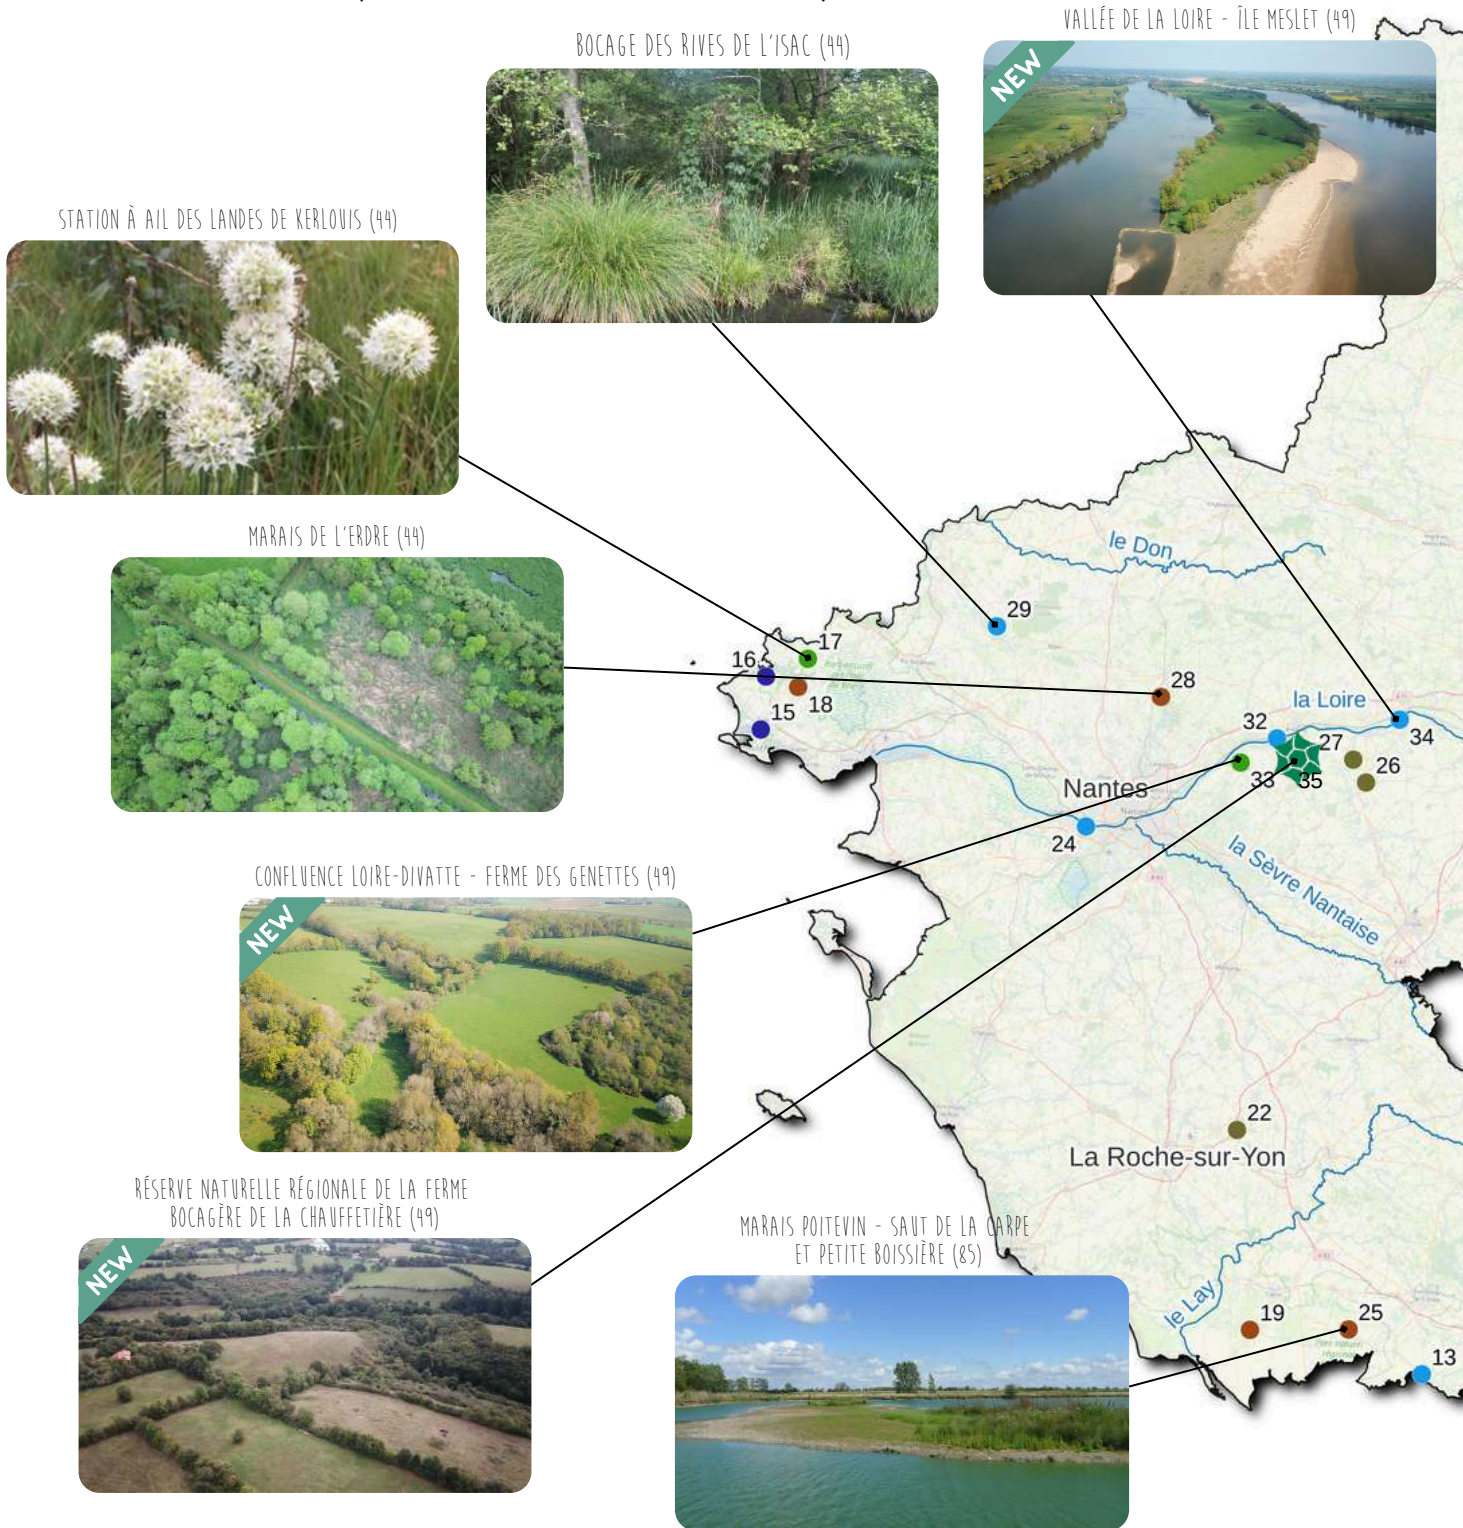 VALLÉE DE LA LOIRE - ÎLE MESLET (49)
NEW
BOCAGE DES RIVES DE L'ISAC (44)
STATION À AIL DES LANDES DE KERLOUIS (44)
MARAIS DE L'ERDRE (44)
le Don
29
17
16
18
15
28
la Loire
32
27
34
26
35
33
Nantes
24
la Sèvre Nantaise
CONFLUENCE LOIRE-DIVATTE - FERME DES GENETTES (49)
NEW
22
La Roche-sur-Yon
RÉSERVE NATURELLE RÉGIONALE DE LA FERME
BOCAGÈRE DE LA CHAUFFETIÈRE (49)
NEW
MARAIS POITEVIN - SAUT DE LA CARPE
ET PETITE BOISSIÈRE (85)
le Lay
19
25
13